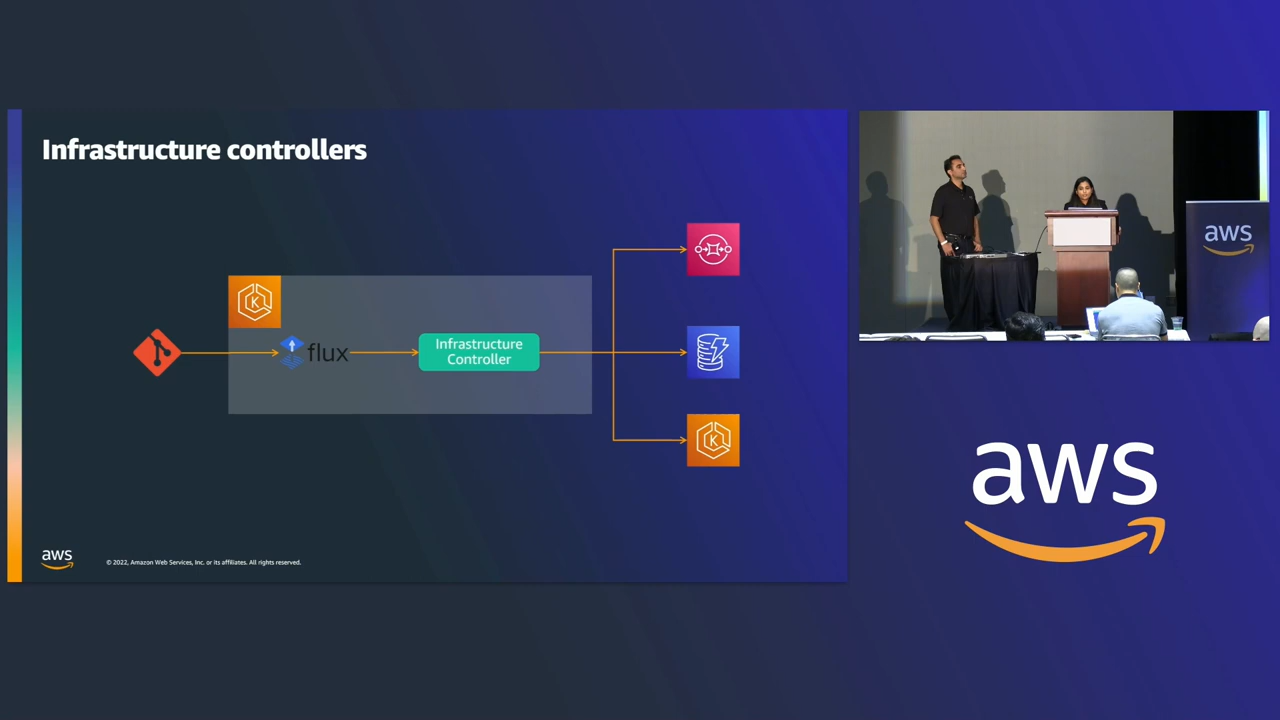 Infrastructure controllers
flux
Infrastructure
Controller
aws
© 2022, Amazon Web Services, Inc. or its affiliates. All rights reserved.
aws
aws